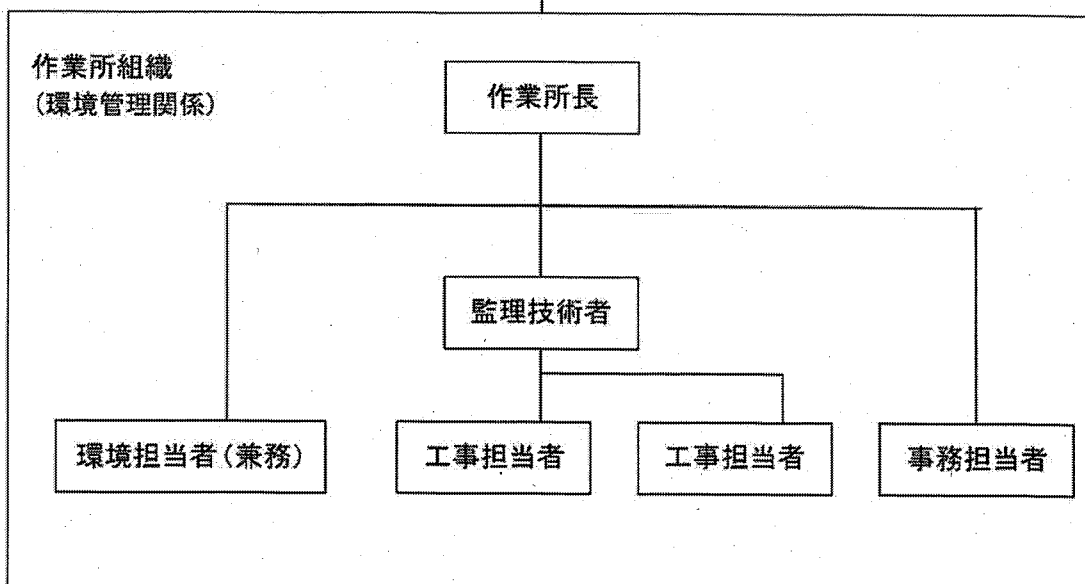 作業所組織
(環境管理関係)
作業所長
監理技術者
環境担当者(兼務)
工事担当者
工事担当者
事務担当者